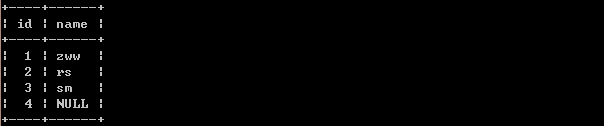 +----+------+
| id | name |
+----+------+
| 1 | zww |
| 2 | rs |
| 3 | sm |
| 4 | NULL |
+----+------+